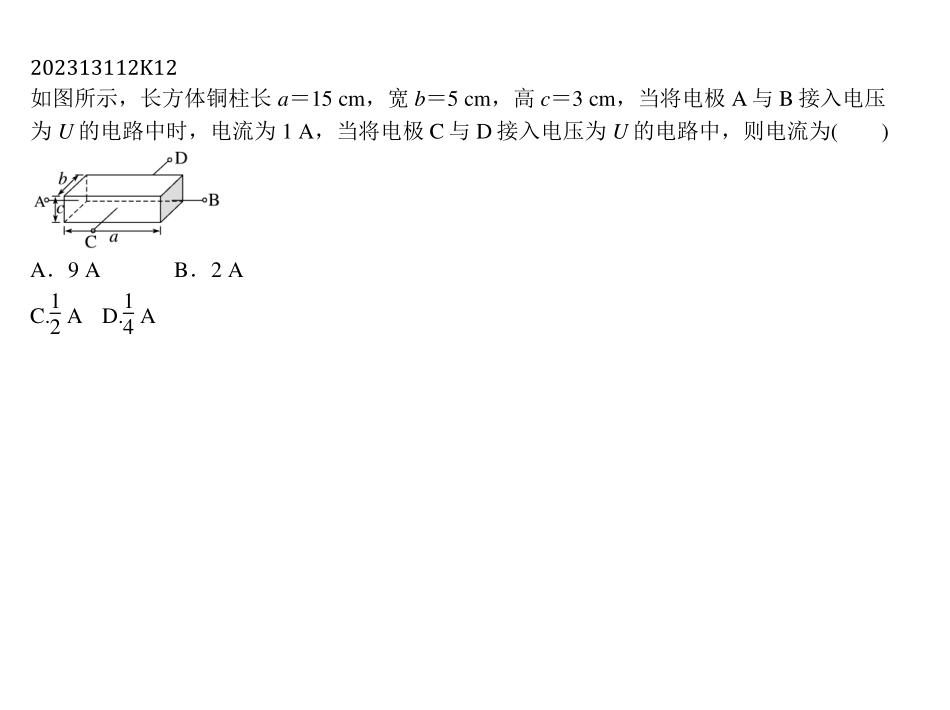 202313112K12
如图所示，长方体铜柱长 a＝15 cm，宽 b＝5 cm，高 c＝3 cm，当将电极 A 与 B 接入电压
为 U 的电路中时，电流为 1 A，当将电极 C 与 D 接入电压为 U 的电路中，则电流为(　　)
D
b
A
c
B
C
a
A．9 A　　　B．2 A
C.1/2 A　D.1/4 A